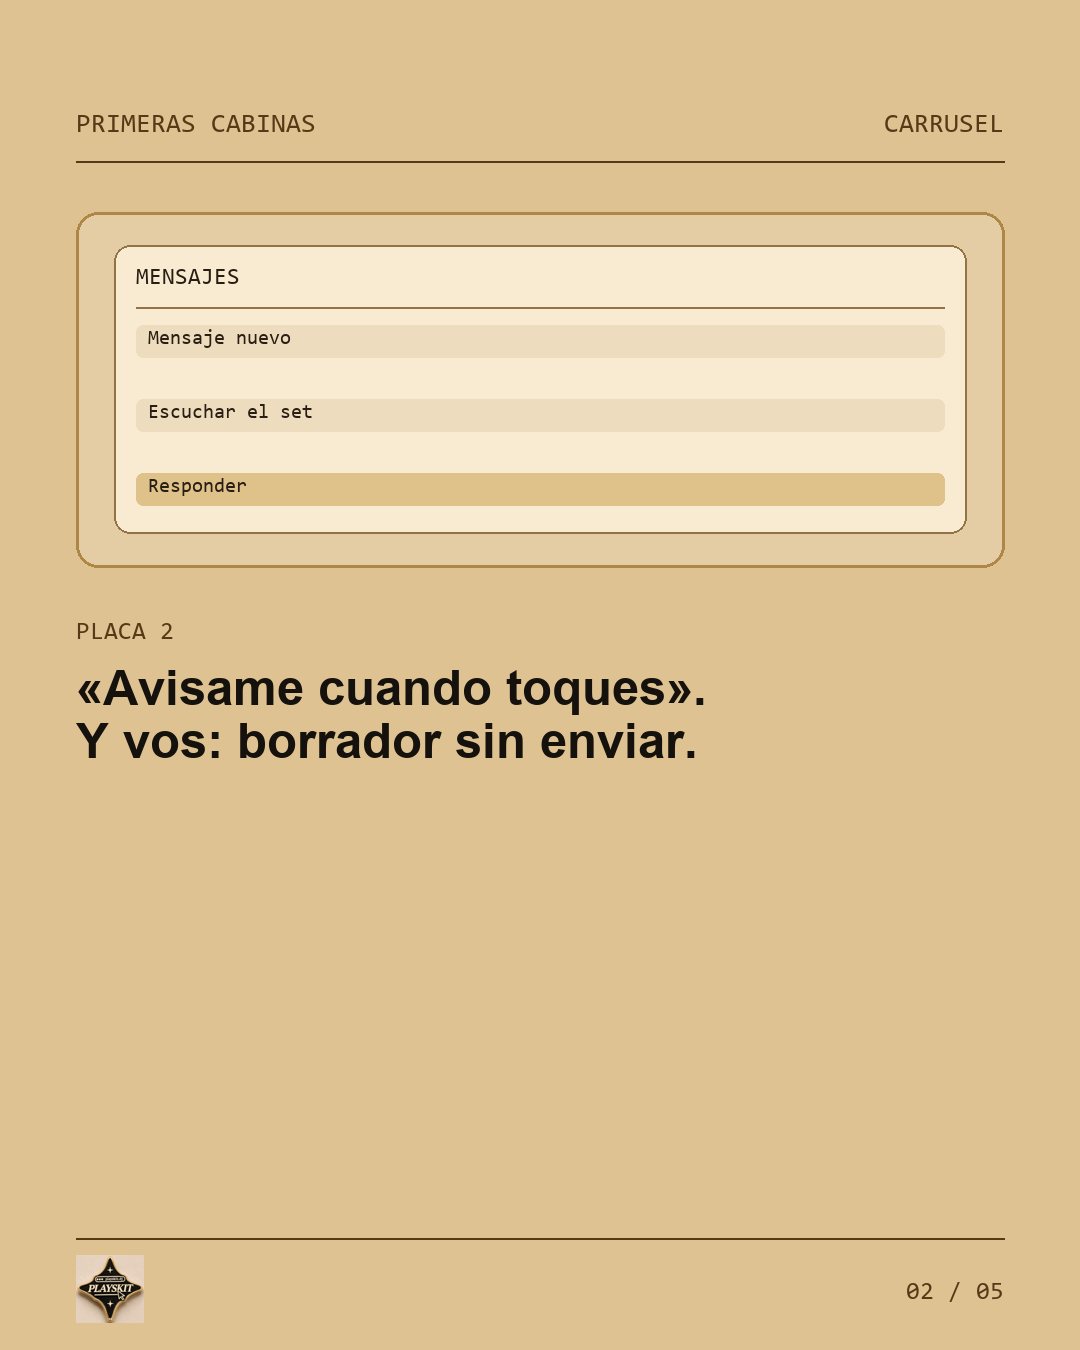 PRIMERAS CABINAS
CARRUSEL
MENSAJES
Mensaje nuevo
Escuchar el set
Responder
PLACA 2
«Avisame cuando toques».
Y vos: borrador sin enviar.
PLAYSKIT
02 / 05